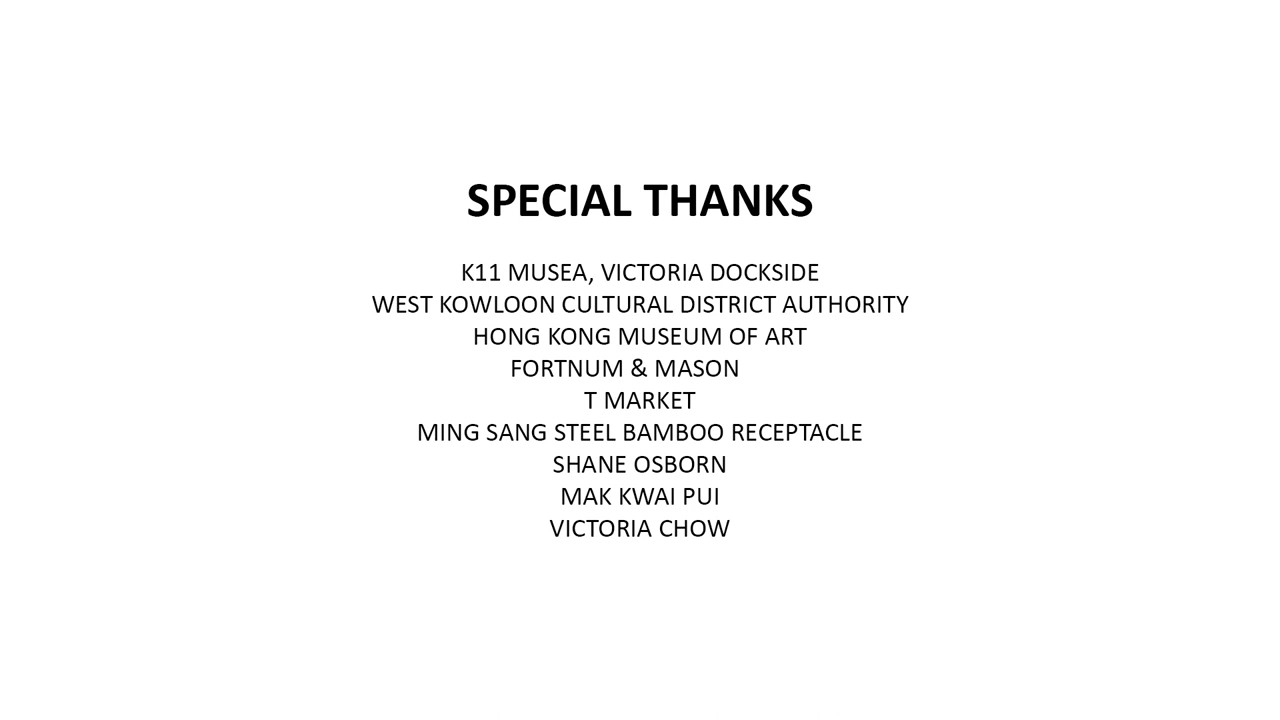 SPECIAL THANKS
K11 MUSEA, VICTORIA DOCKSIDE
WEST KOWLOON CULTURAL DISTRICT AUTHORITY
HONG KONG MUSEUM OF ART
FORTNUM & MASON
T MARKET
MING SANG STEEL BAMBOO RECEPTACLE
SHANE OSBORN
MAK KWAI PUI
VICTORIA CHOW